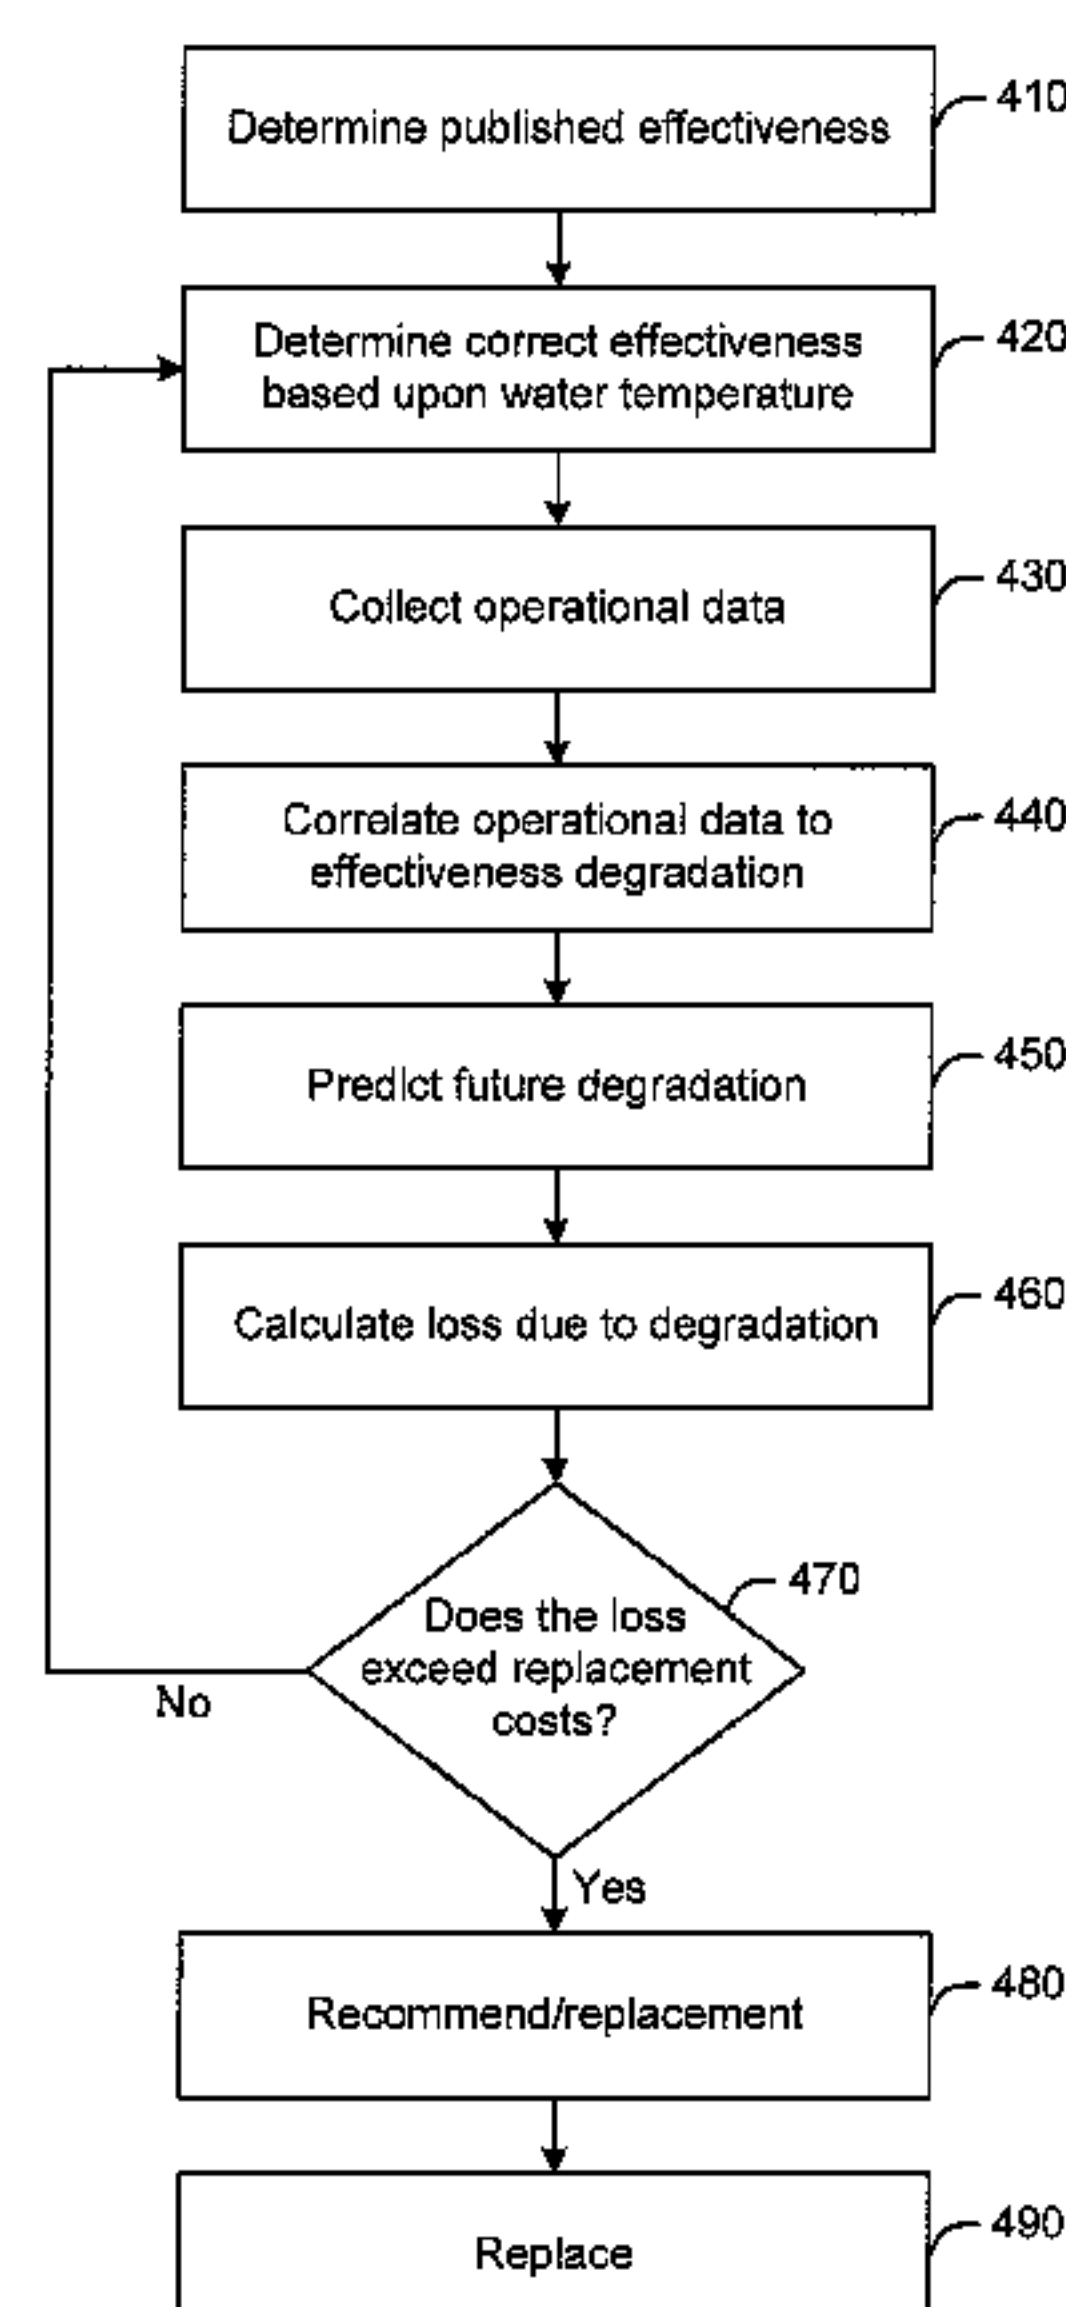 Determine published effectiveness
410
Determine correct effectiveness
based upon water temperature
420
Collect operational data
430
Correlate operational data to
effectiveness degradation
440
Predict future degradation
450
Calculate loss due to degradation
460
Does the loss
exceed replacement
costs?
470
No
Yes
Recommend/replacement
480
Replace
490